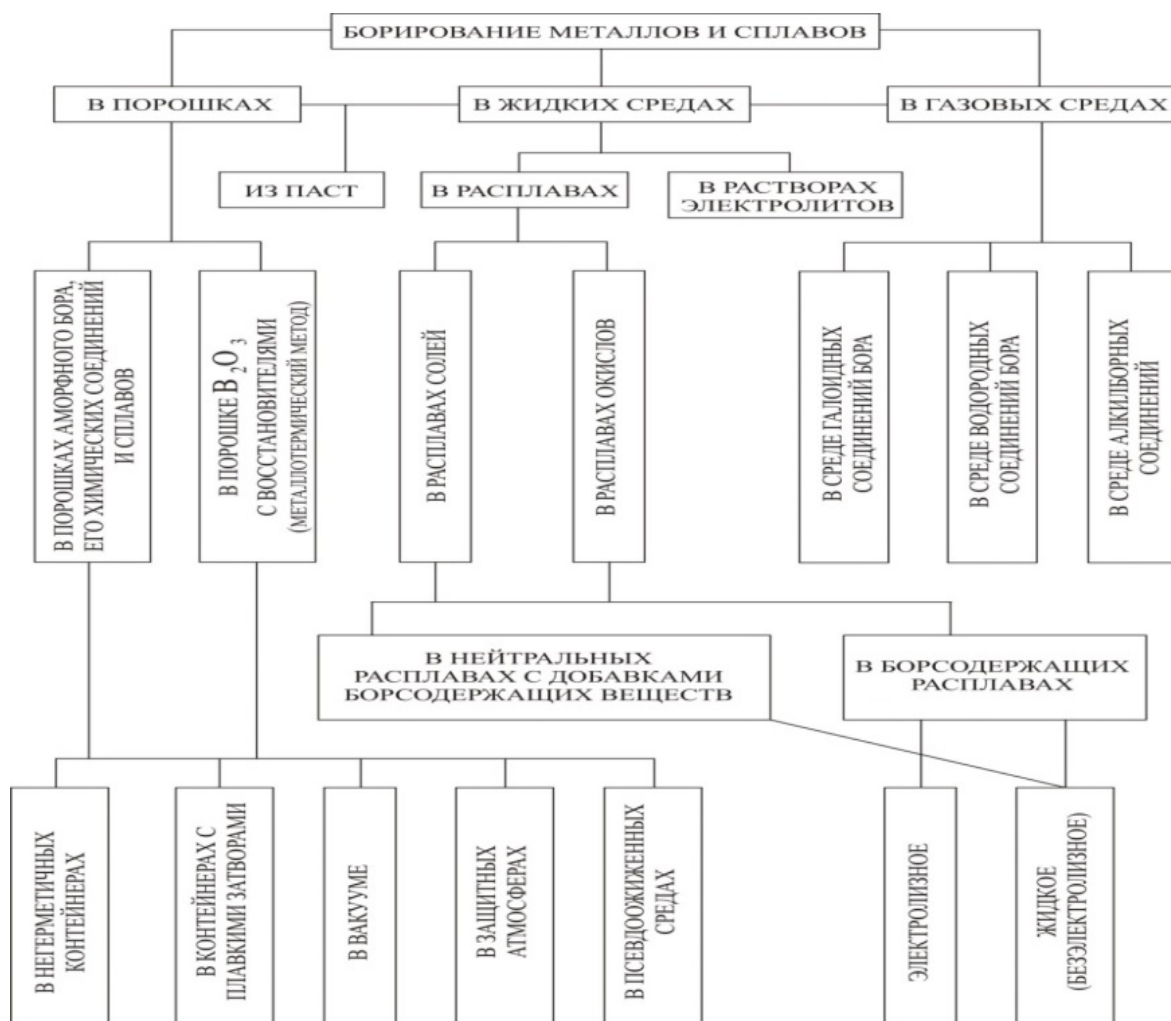 БОРИРОВАНИЕ МЕТАЛЛОВ И СПЛАВОВ
В ПОРОШКАХ
В ЖИДКИХ СРЕДАХ
В ГАЗОВЫХ СРЕДАХ
ИЗ ПАСТ
В РАСПЛАВАХ
В РАСТВОРАХ
ЭЛЕКТРОЛИТОВ
В ПОРОШКАХ АМОРФНОГО БОРА,
ЕГО ХИМИЧЕСКИХ СОЕДИНЕНИЙ
И СПЛАВОВ
В ПОРОШКЕ B₂O₃
С ВОССТАНОВИТЕЛЯМИ
(МЕТАЛЛОТЕРМИЧЕСКИЙ МЕТОД)
В РАСПЛАВАХ СОЛЕЙ
В РАСПЛАВАХ ОКИСЛОВ
В СРЕДЕ ГАЛОИДНЫХ
СОЕДИНЕНИЙ БОРА
В СРЕДЕ ВОДОРОДНЫХ
СОЕДИНЕНИЙ БОРА
В СРЕДЕ АЛКИЛБОРНЫХ
СОЕДИНЕНИЙ
В НЕЙТРАЛЬНЫХ
РАСПЛАВАХ С ДОБАВКАМИ
БОРСОДЕРЖАЩИХ ВЕЩЕСТВ
В БОРСОДЕРЖАЩИХ
РАСПЛАВАХ
В НЕГЕРМЕТИЧНЫХ
КОНТЕЙНЕРАХ
В КОНТЕЙНЕРАХ С
ПЛАВКИМИ ЗАТВОРАМИ
В ВАКУУМЕ
В ЗАЩИТНЫХ
АТМОСФЕРАХ
В ПСЕВДООЖИЖЕННЫХ
СРЕДАХ
ЭЛЕКТРОЛИЗНОЕ
ЖИДКОЕ
(БЕЗЭЛЕКТРОЛИЗНОЕ)